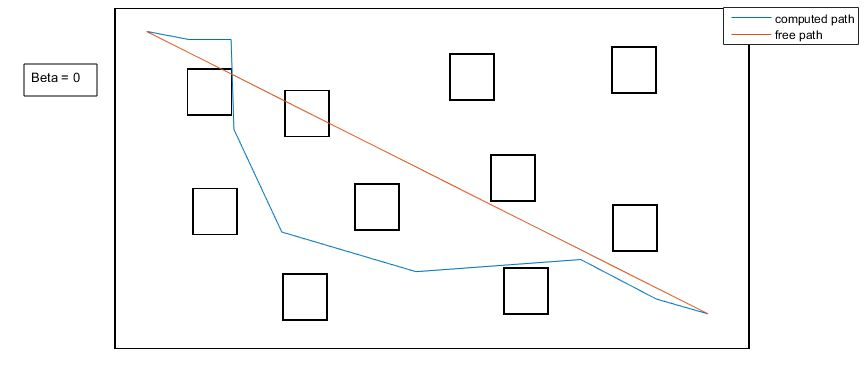 computed path
free path
Beta = 0